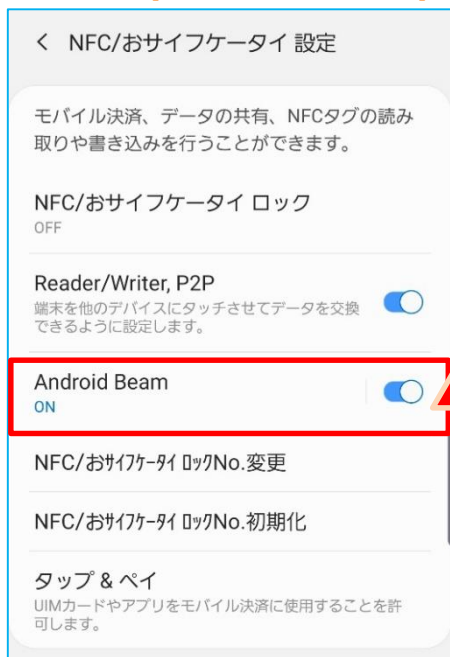 NFC/おサイフケータイ 設定
モバイル決済、データの共有、NFCタグの読み
取りや書き込みを行うことができます。
NFC/おサイフケータイ ロック
OFF
Reader/Writer, P2P
端末を他のデバイスにタッチさせてデータを交換
できるように設定します。
Android Beam
ON
NFC/おｻｲﾌｹｰﾀｲ ﾛｯｸNo.変更
NFC/おｻｲﾌｹｰﾀｲ ﾛｯｸNo.初期化
タップ & ペイ
UIMカードやアプリをモバイル決済に使用することを許
可します。